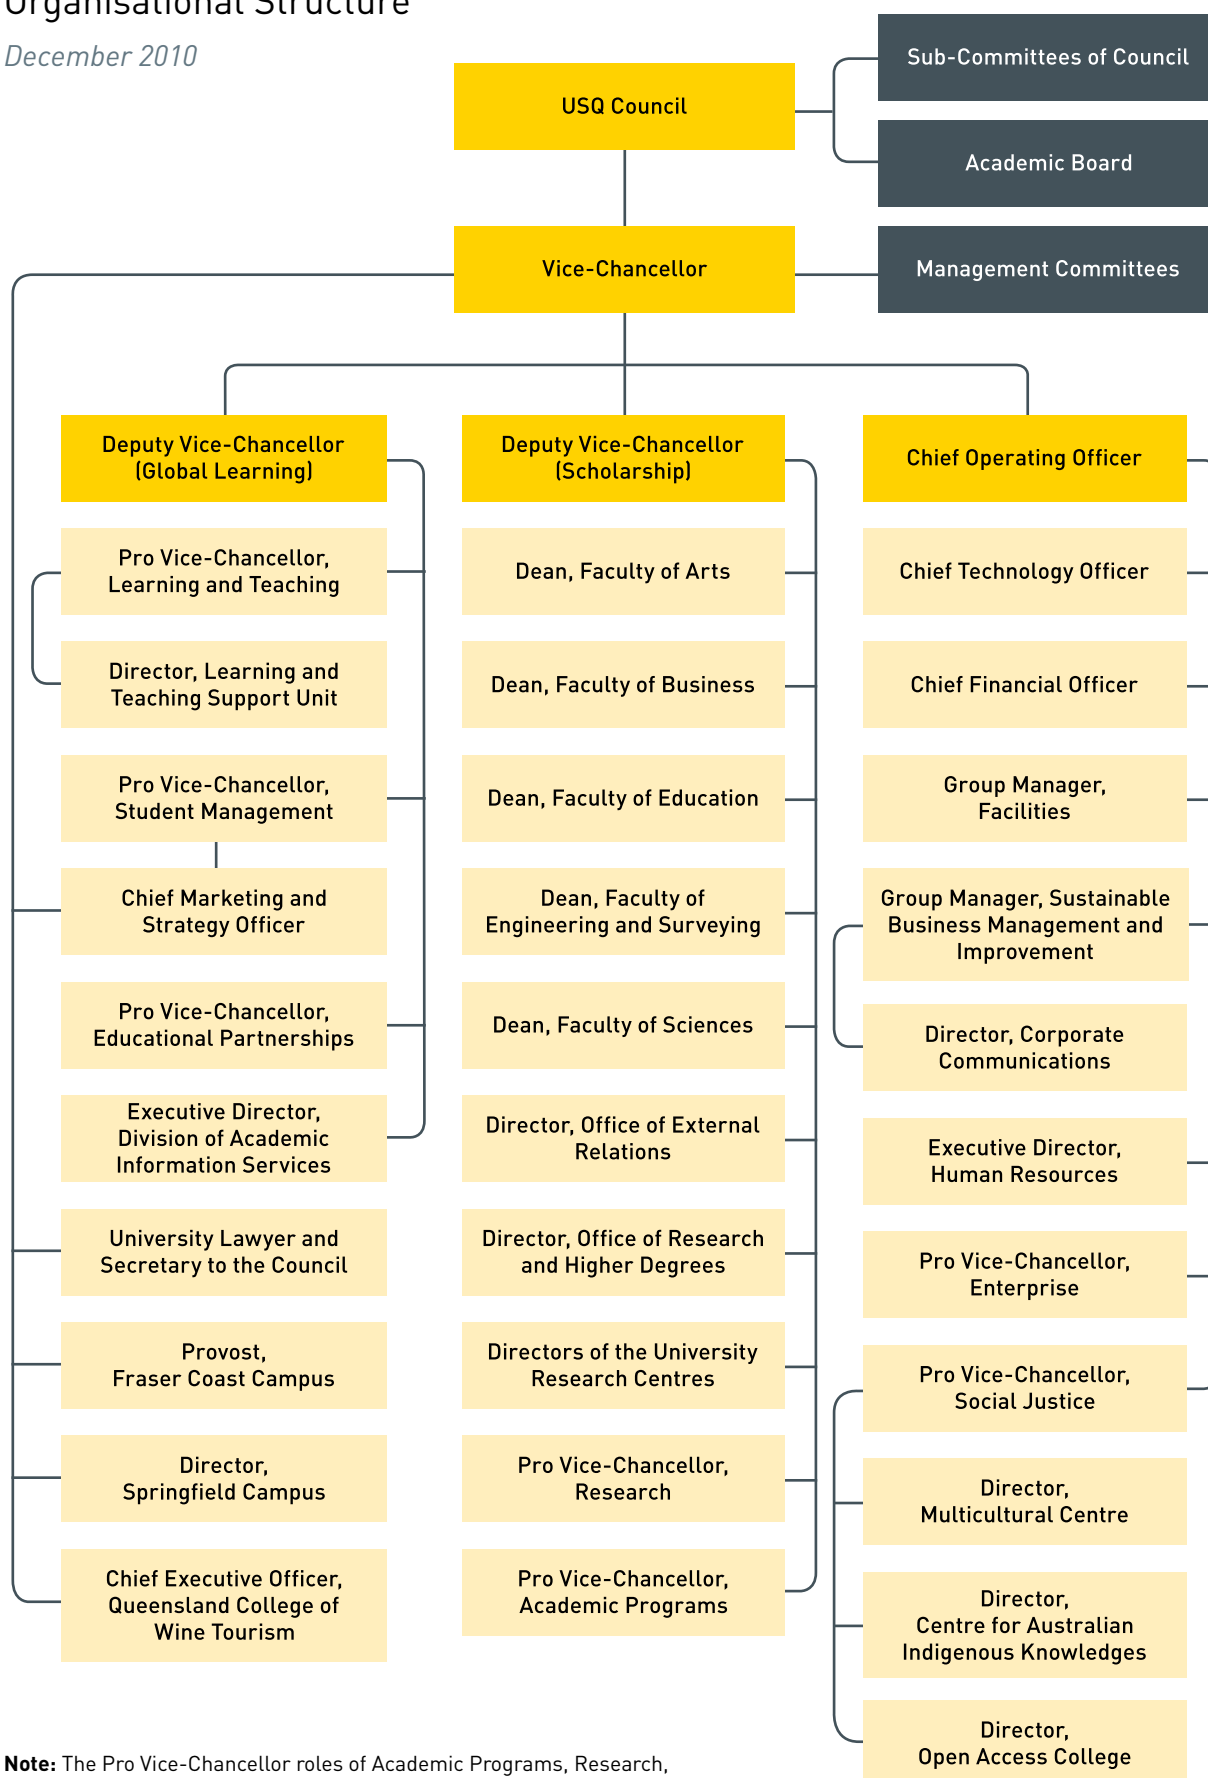 Organisational Structure
December 2010
Sub-Committees of Council
USQ Council
Academic Board
Vice-Chancellor
Management Committees
Deputy Vice-Chancellor
(Global Learning)
Pro Vice-Chancellor,
Learning and Teaching
Director, Learning and
Teaching Support Unit
Pro Vice-Chancellor,
Student Management
Chief Marketing and
Strategy Officer
Pro Vice-Chancellor,
Educational Partnerships
Executive Director,
Division of Academic
Information Services
University Lawyer and
Secretary to the Council
Provost,
Fraser Coast Campus
Director,
Springfield Campus
Chief Executive Officer,
Queensland College of
Wine Tourism
Deputy Vice-Chancellor
(Scholarship)
Dean, Faculty of Arts
Dean, Faculty of Business
Dean, Faculty of Education
Dean, Faculty of
Engineering and Surveying
Dean, Faculty of Sciences
Director, Office of External
Relations
Director, Office of Research
and Higher Degrees
Directors of the University
Research Centres
Pro Vice-Chancellor,
Research
Pro Vice-Chancellor,
Academic Programs
Chief Operating Officer
Chief Technology Officer
Chief Financial Officer
Group Manager,
Facilities
Group Manager, Sustainable
Business Management and
Improvement
Director, Corporate
Communications
Executive Director,
Human Resources
Pro Vice-Chancellor,
Enterprise
Pro Vice-Chancellor,
Social Justice
Director,
Multicultural Centre
Director,
Centre for Australian
Indigenous Knowledges
Director,
Open Access College
Note: The Pro Vice-Chancellor roles of Academic Programs, Research,